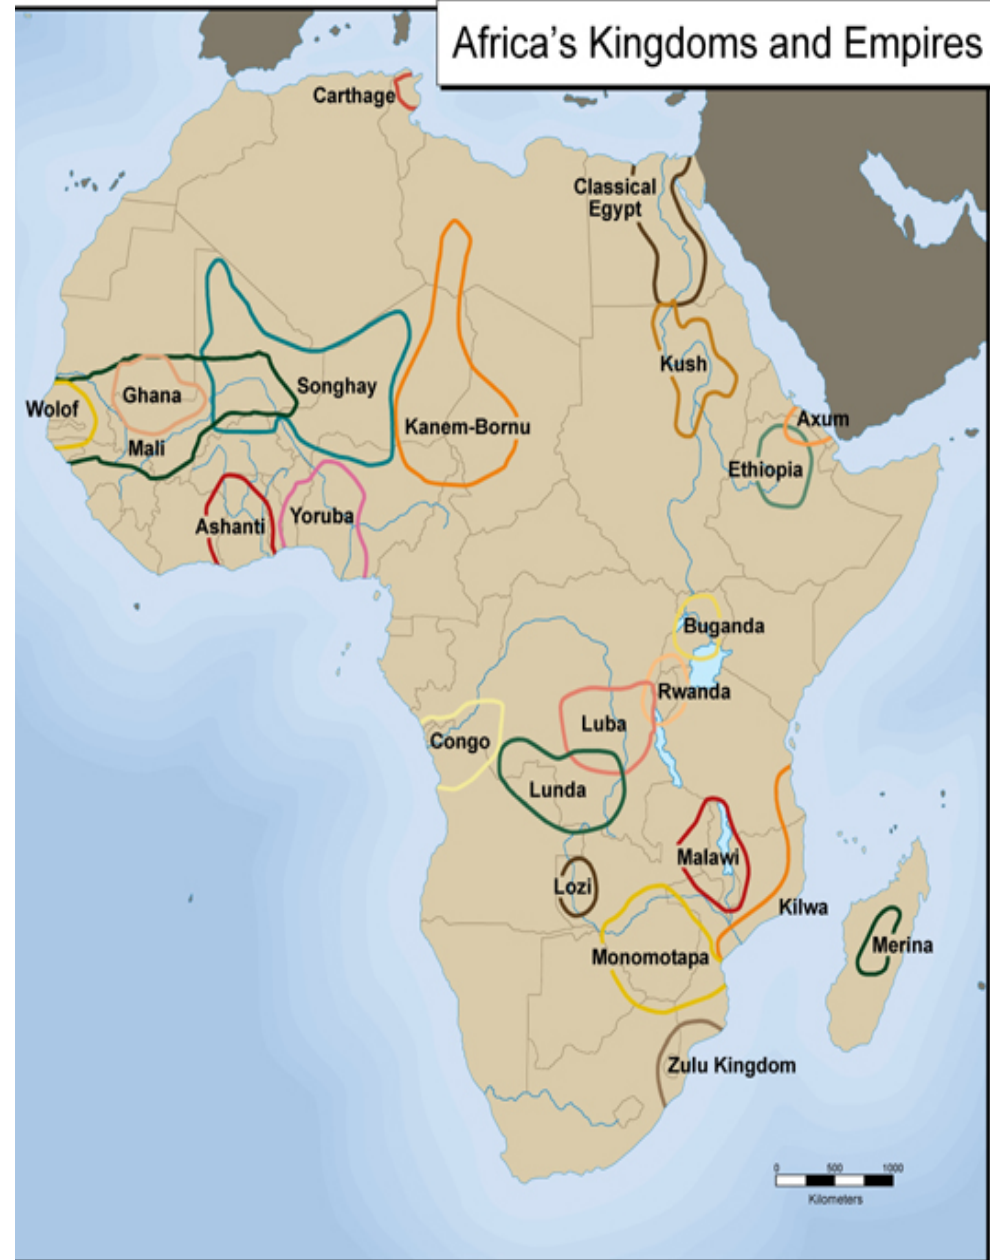 Africa's Kingdoms and Empires
Carthage
Classical
Egypt
Kush
Songhay
Ghana
Wolof
Mali
Kanem-Bornu
Axum
Ethiopia
Ashanti
Yoruba
Buganda
Rwanda
Luba
Congo
Lunda
Malawi
Lozi
Kilwa
Merina
Monomotapa
Zulu Kingdom
0 500 1000
Kilometers